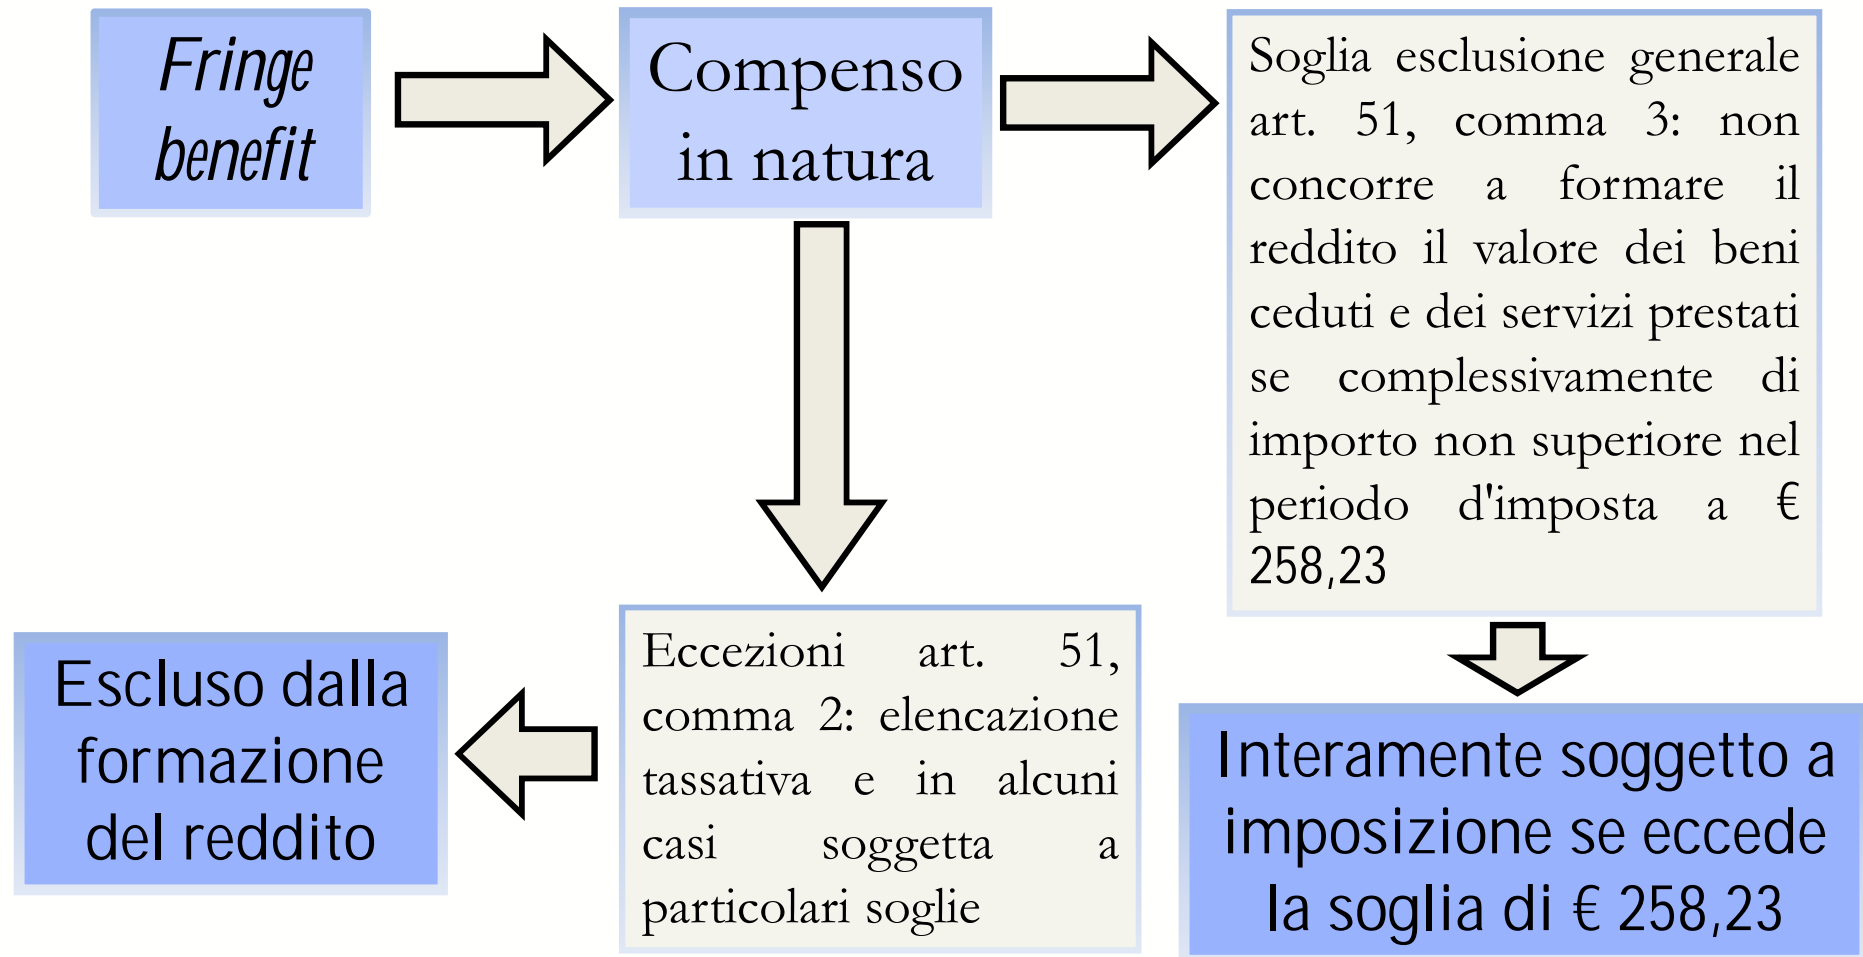 Fringe
benefit
Compenso
in natura
Soglia esclusione generale
art. 51, comma 3: non
concorre a formare il
reddito il valore dei beni
ceduti e dei servizi prestati
se complessivamente di
importo non superiore nel
periodo d'imposta a €
258,23
Escluso dalla
formazione
del reddito
Eccezioni art. 51,
comma 2: elencazione
tassativa e in alcuni
casi soggetta a
particolari soglie
Interamente soggetto a
imposizione se eccede
la soglia di € 258,23